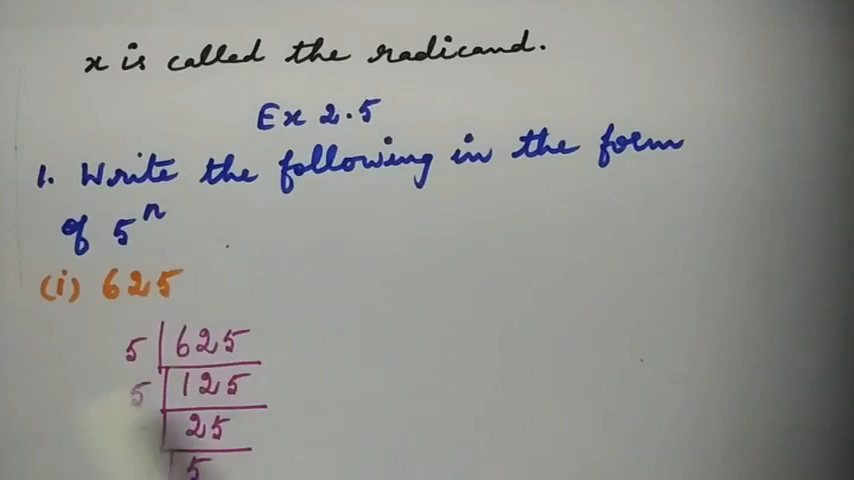 x is called the radicand.
Ex 2.5
1. Write the following in the form
of 5^n
(i) 625
5 | 625
5 | 125
25
5